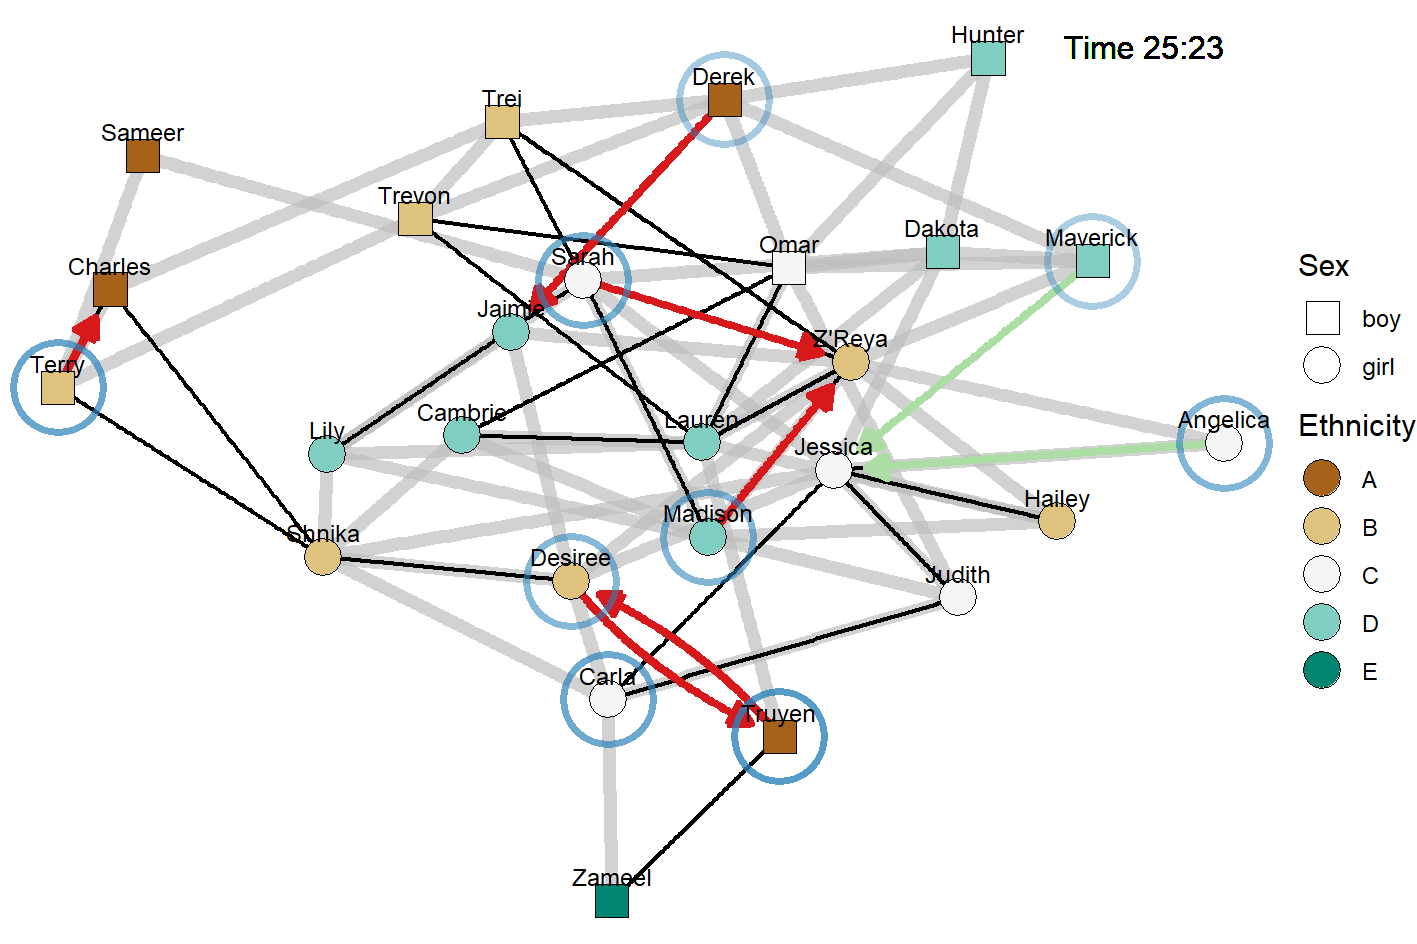 Hunter
Time 25:23
Derek
Trei
Sameer
Trevon
Dakota
Maverick
Omar
Sarah
Charles
Jaimie
Z'Reya
Terry
Cambrie
Lauren
Angelica
Lily
Jessica
Hailey
Madison
Shnika
Desiree
Judith
Carla
Truyen
Zameel
Sex
boy
girl
Ethnicity
A
B
C
D
E